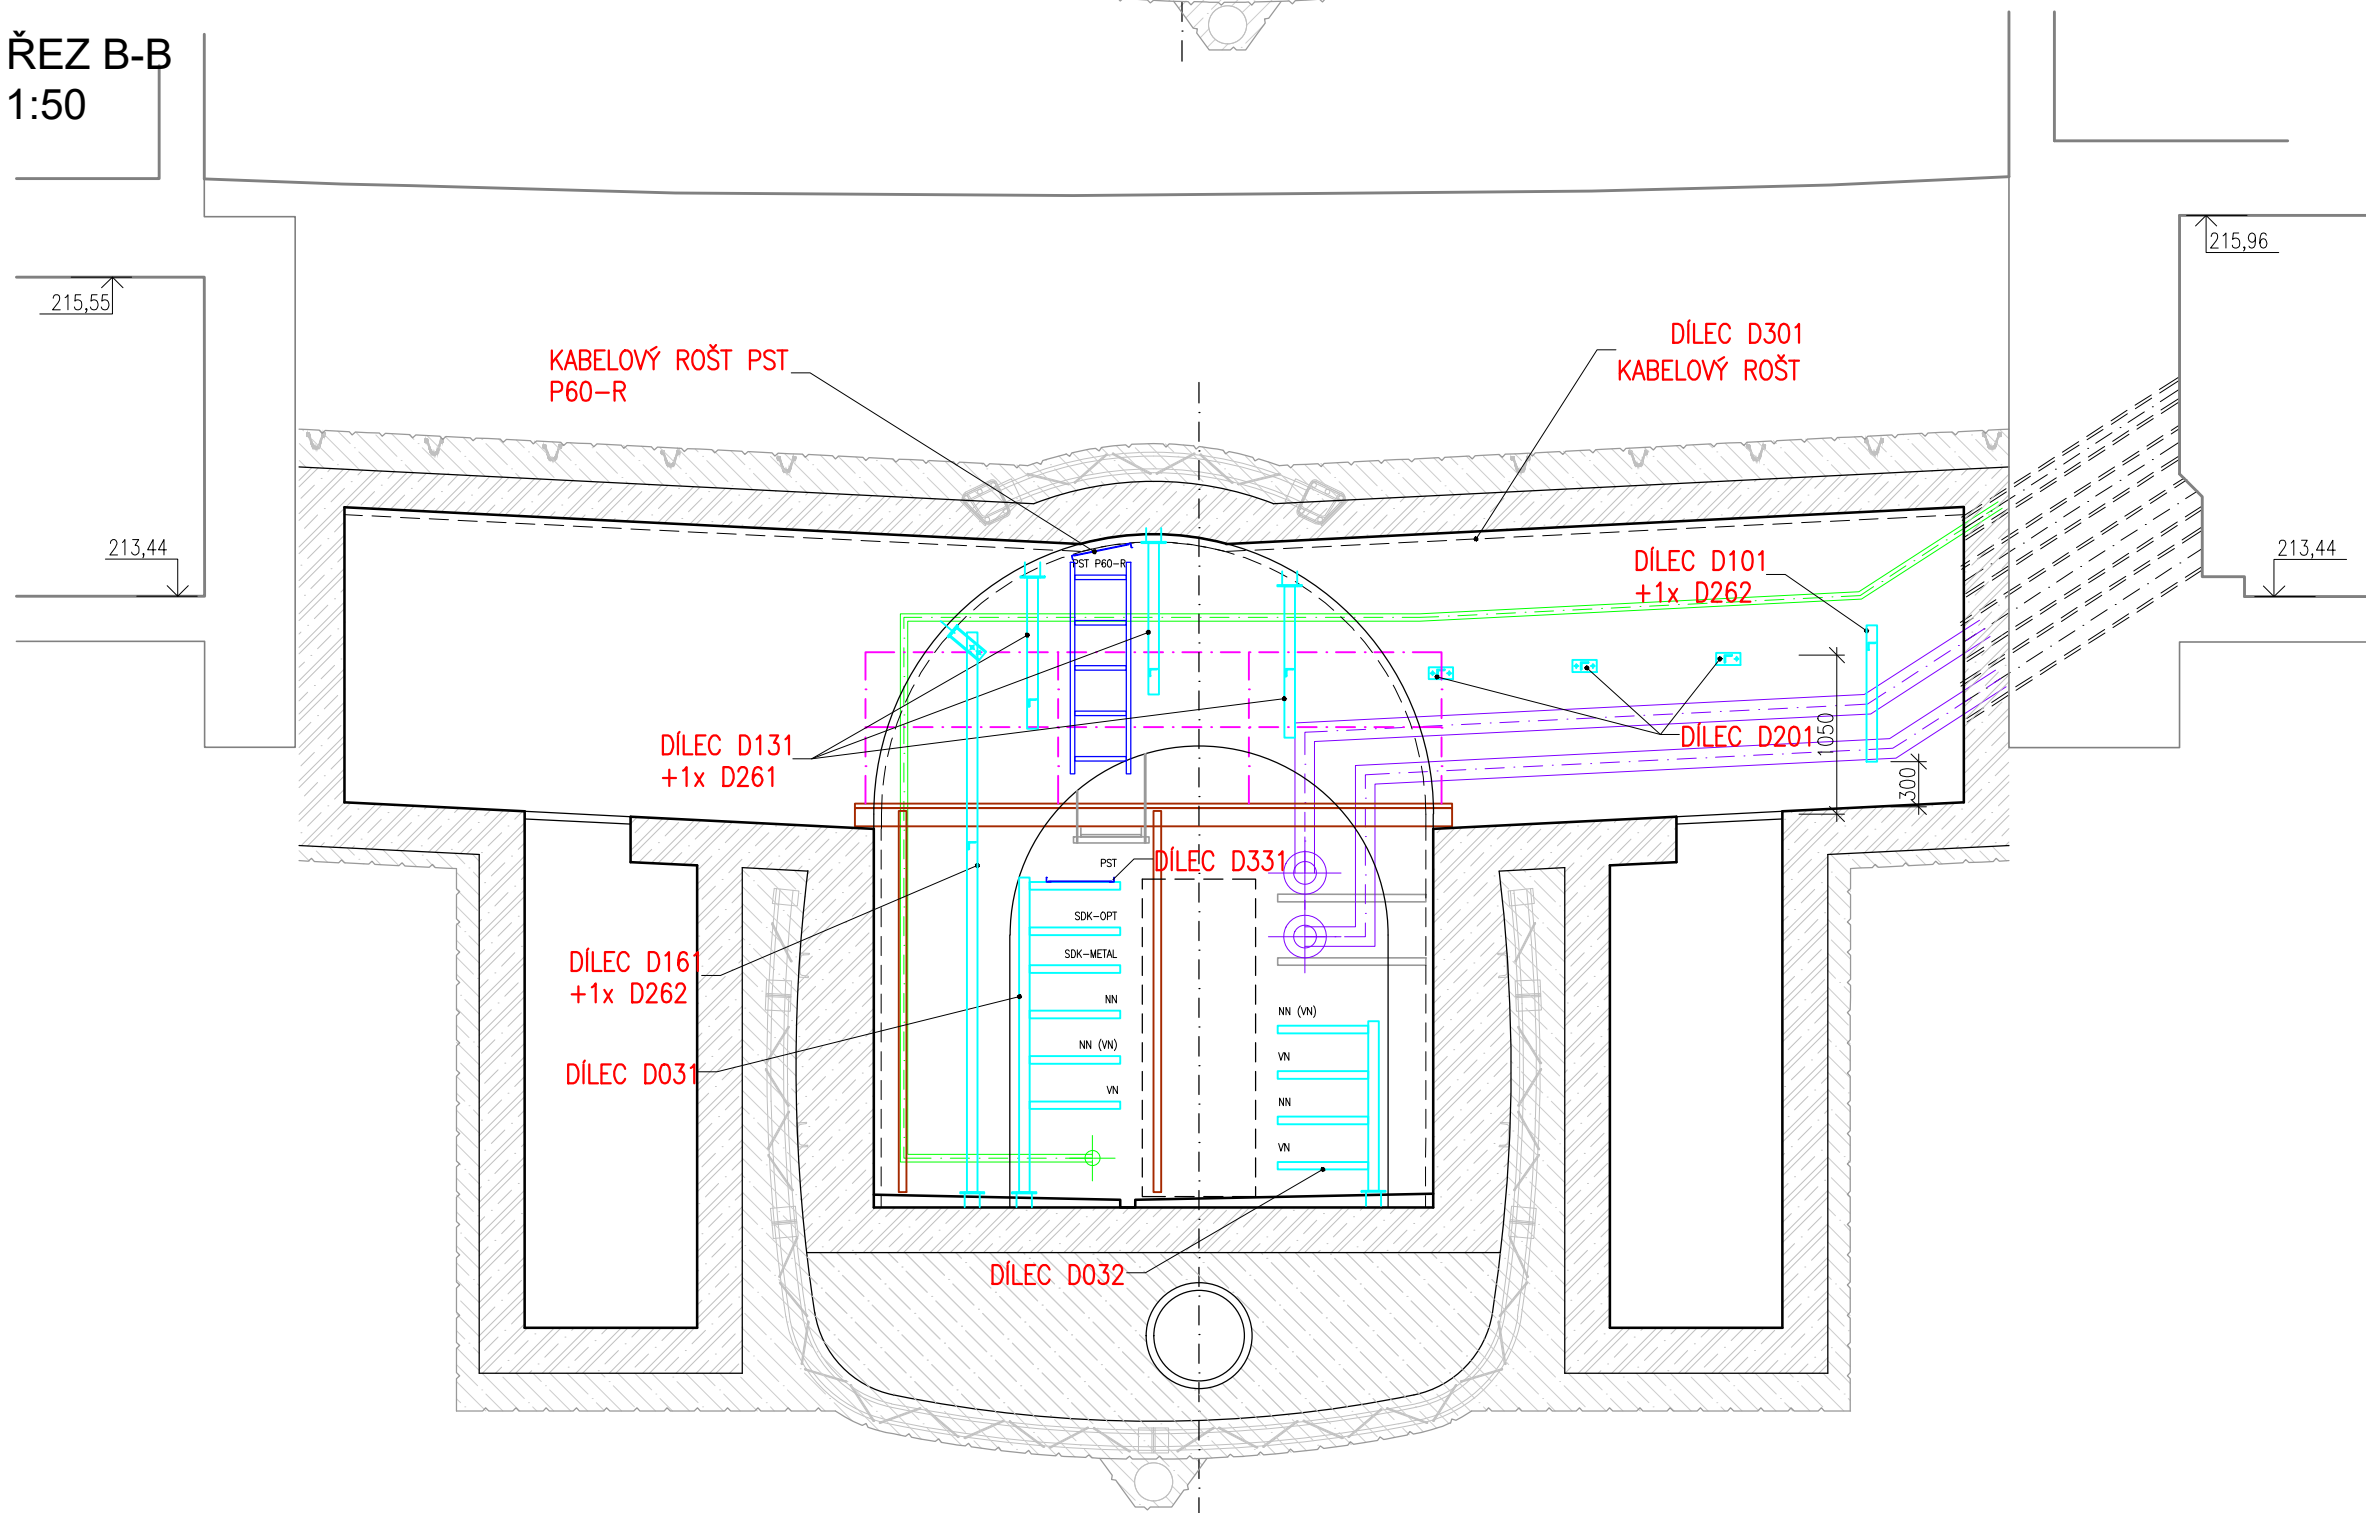 ŘEZ B-B
1:50
215,96
215,55
DÍLEC D301
KABELOVÝ ROŠT
KABELOVÝ ROŠT PST
P60-R
213,44
213,44
PST P60-R
DÍLEC D101
+1x D262
DÍLEC D131
+1x D261
DÍLEC D201
1050
300
PST
DÍLEC D331
SDK-OPT
SDK-METAL
DÍLEC D161
+1x D262
NN
NN (VN)
NN (VN)
VN
DÍLEC D031
VN
NN
VN
DÍLEC D032